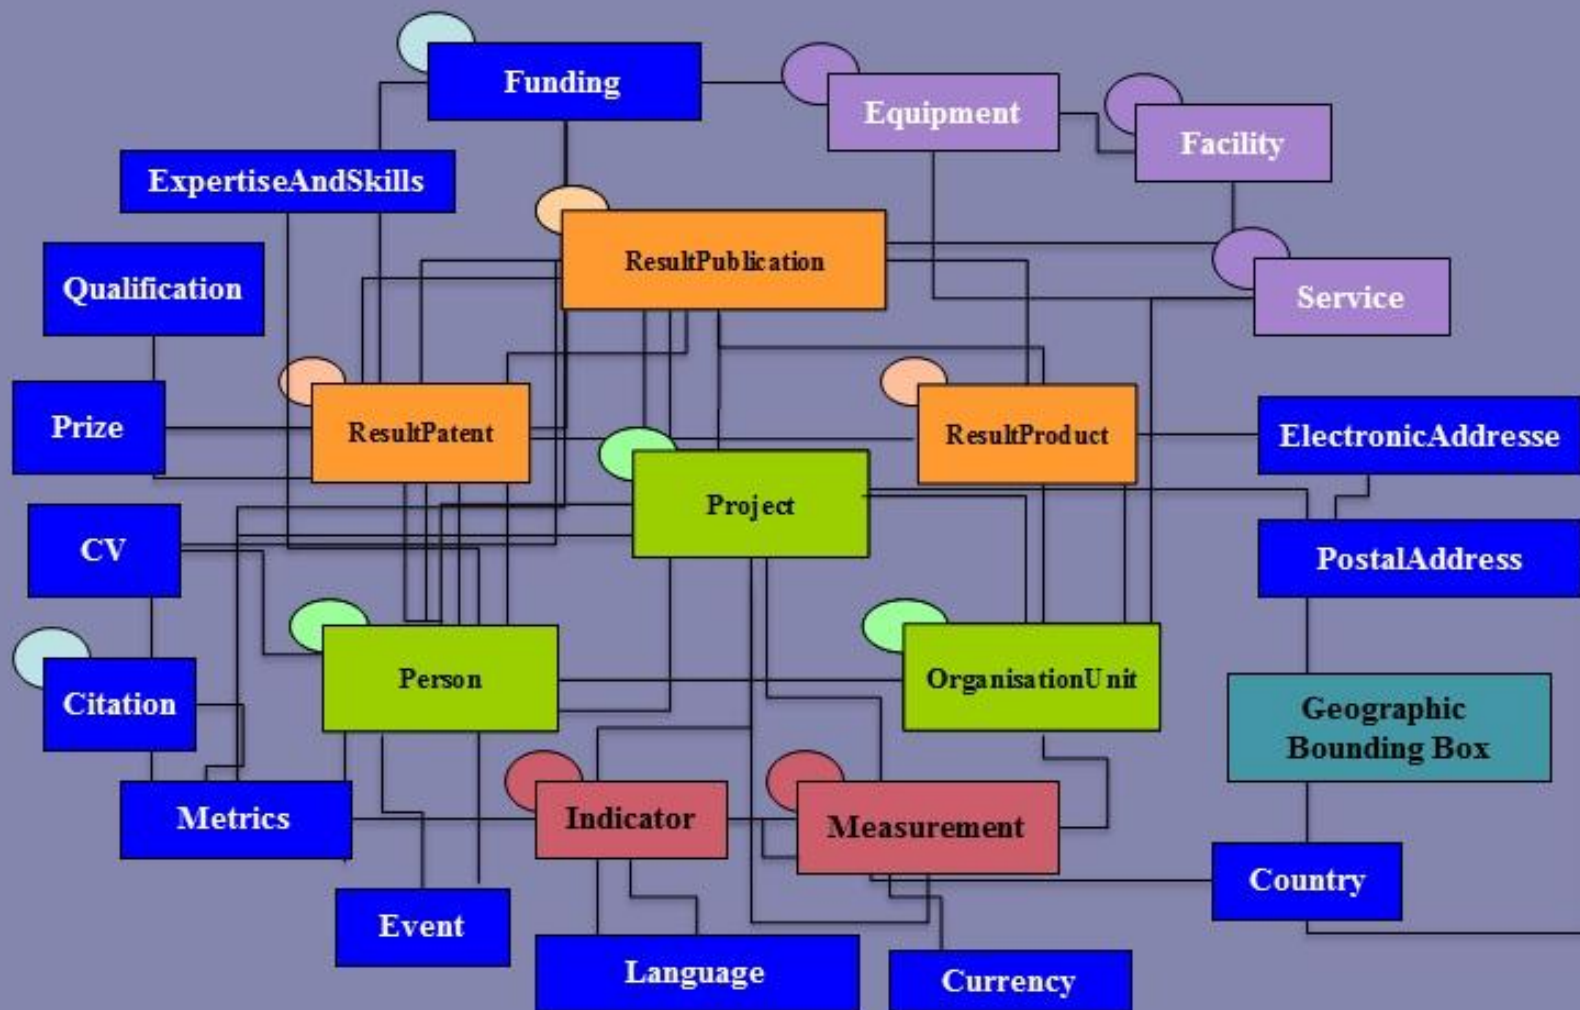 Funding
Equipment
Facility
ExpertiseAndSkills
ResultPublication
Qualification
Service
Prize
ResultPatent
ResultProduct
ElectronicAddresse
Project
CV
PostalAddress
Person
OrganisationUnit
Citation
Geographic
Bounding Box
Metrics
Indicator
Measurement
Country
Event
Language
Currency